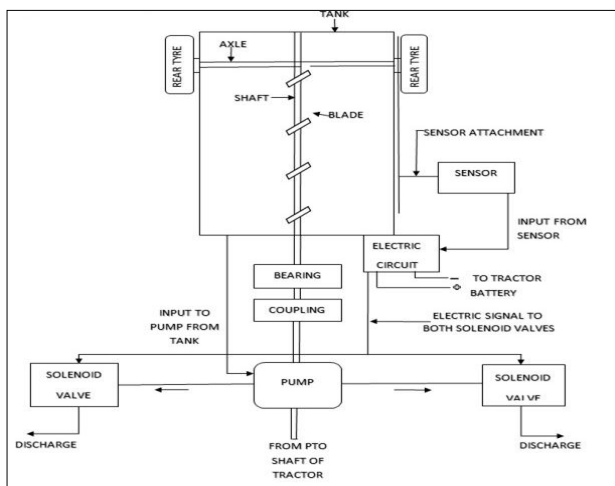 TANK
AXLE
REAR TYRE
REAR TYRE
SHAFT
BLADE
SENSOR ATTACHMENT
SENSOR
INPUT FROM
SENSOR
ELECTRIC
CIRCUIT
BEARING
TO TRACTOR
BATTERY
COUPLING
INPUT TO
PUMP FROM
TANK
ELECTRIC SIGNAL TO
BOTH SOLENOID VALVES
SOLENOID
VALVE
PUMP
SOLENOID
VALVE
DISCHARGE
FROM PTO
SHAFT OF
TRACTOR
DISCHARGE